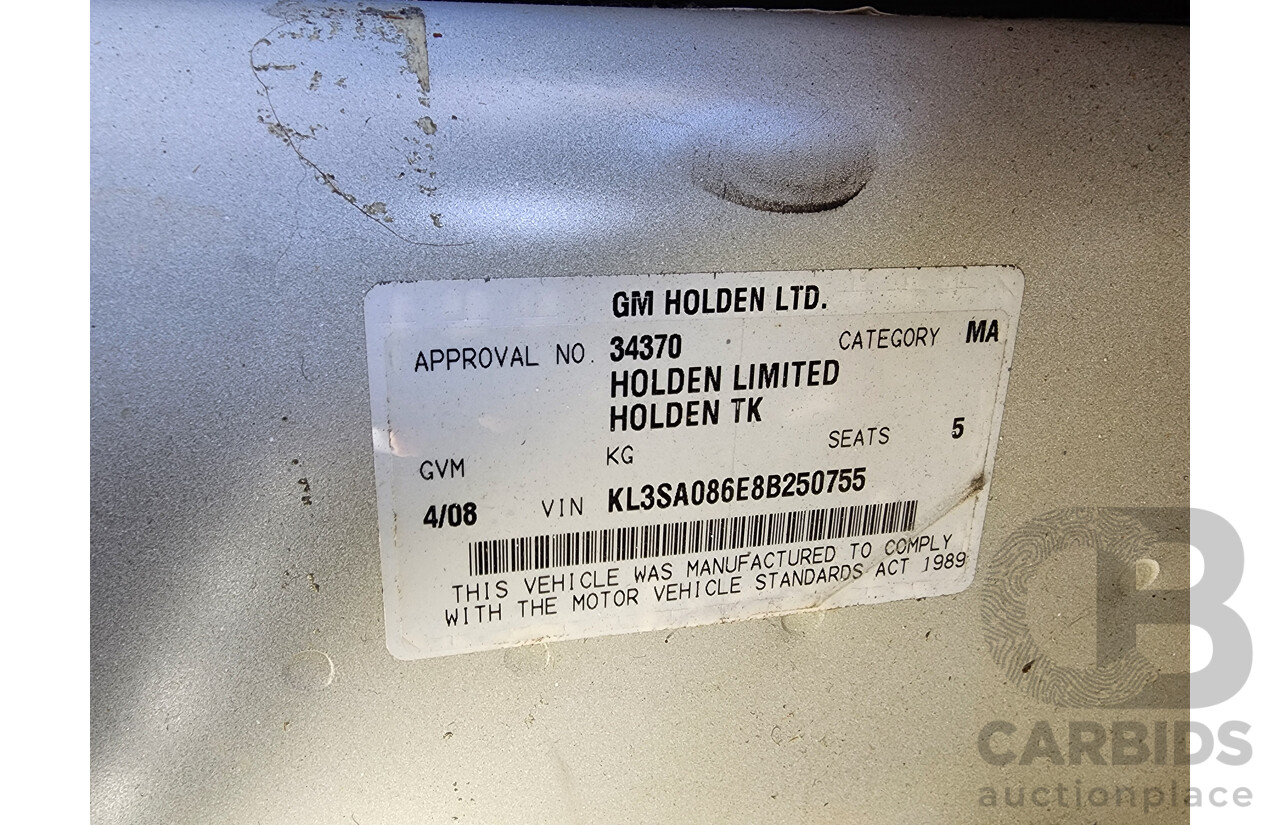 GM HOLDEN LTD.
APPROVAL NO. 34370 CATEGORY MA
HOLDEN LIMITED
HOLDEN TK
GVM KG SEATS 5
4/08 VIN KL3SA086E8B250755
THIS VEHICLE WAS MANUFACTURED TO COMPLY
WITH THE MOTOR VEHICLE STANDARDS ACT 1989
CB
CARBIDS
auctionplace